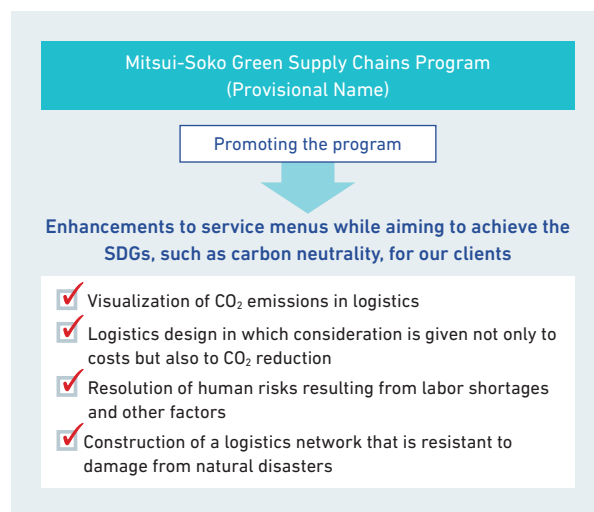 Mitsui-Soko Green Supply Chains Program
(Provisional Name)
Promoting the program
Enhancements to service menus while aiming to achieve the
SDGs, such as carbon neutrality, for our clients
Visualization of CO₂ emissions in logistics
Logistics design in which consideration is given not only to
costs but also to CO₂ reduction
Resolution of human risks resulting from labor shortages
and other factors
Construction of a logistics network that is resistant to
damage from natural disasters